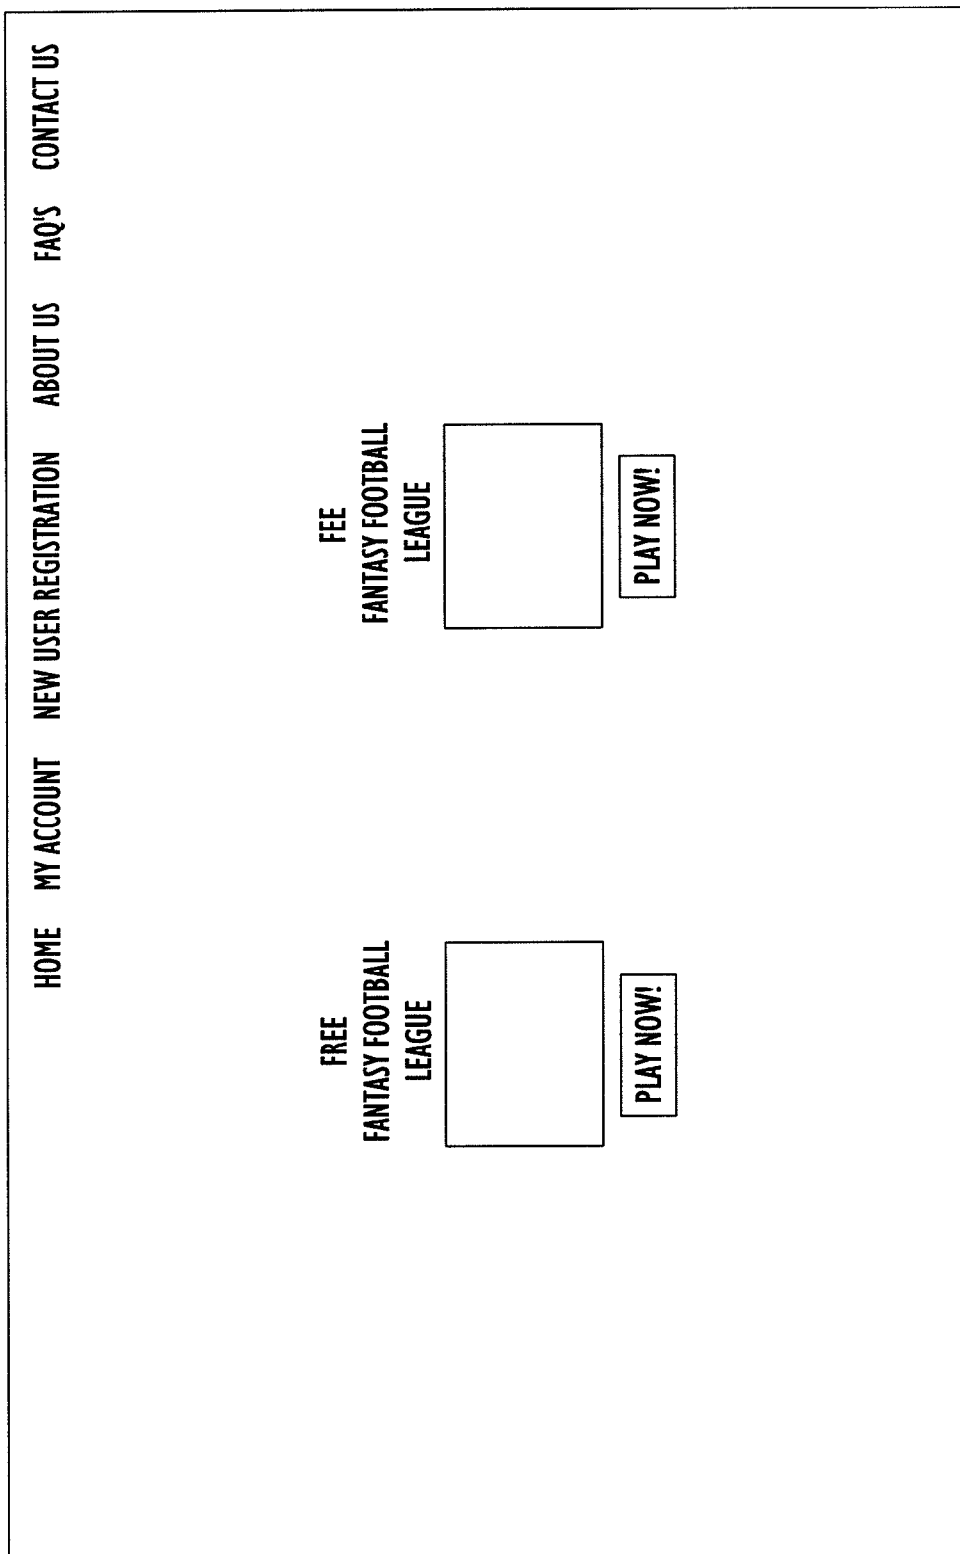 HOME MY ACCOUNT NEW USER REGISTRATION ABOUT US FAQ'S CONTACT US
FREE
FANTASY FOOTBALL
LEAGUE
PLAY NOW!
FEE
FANTASY FOOTBALL
LEAGUE
PLAY NOW!